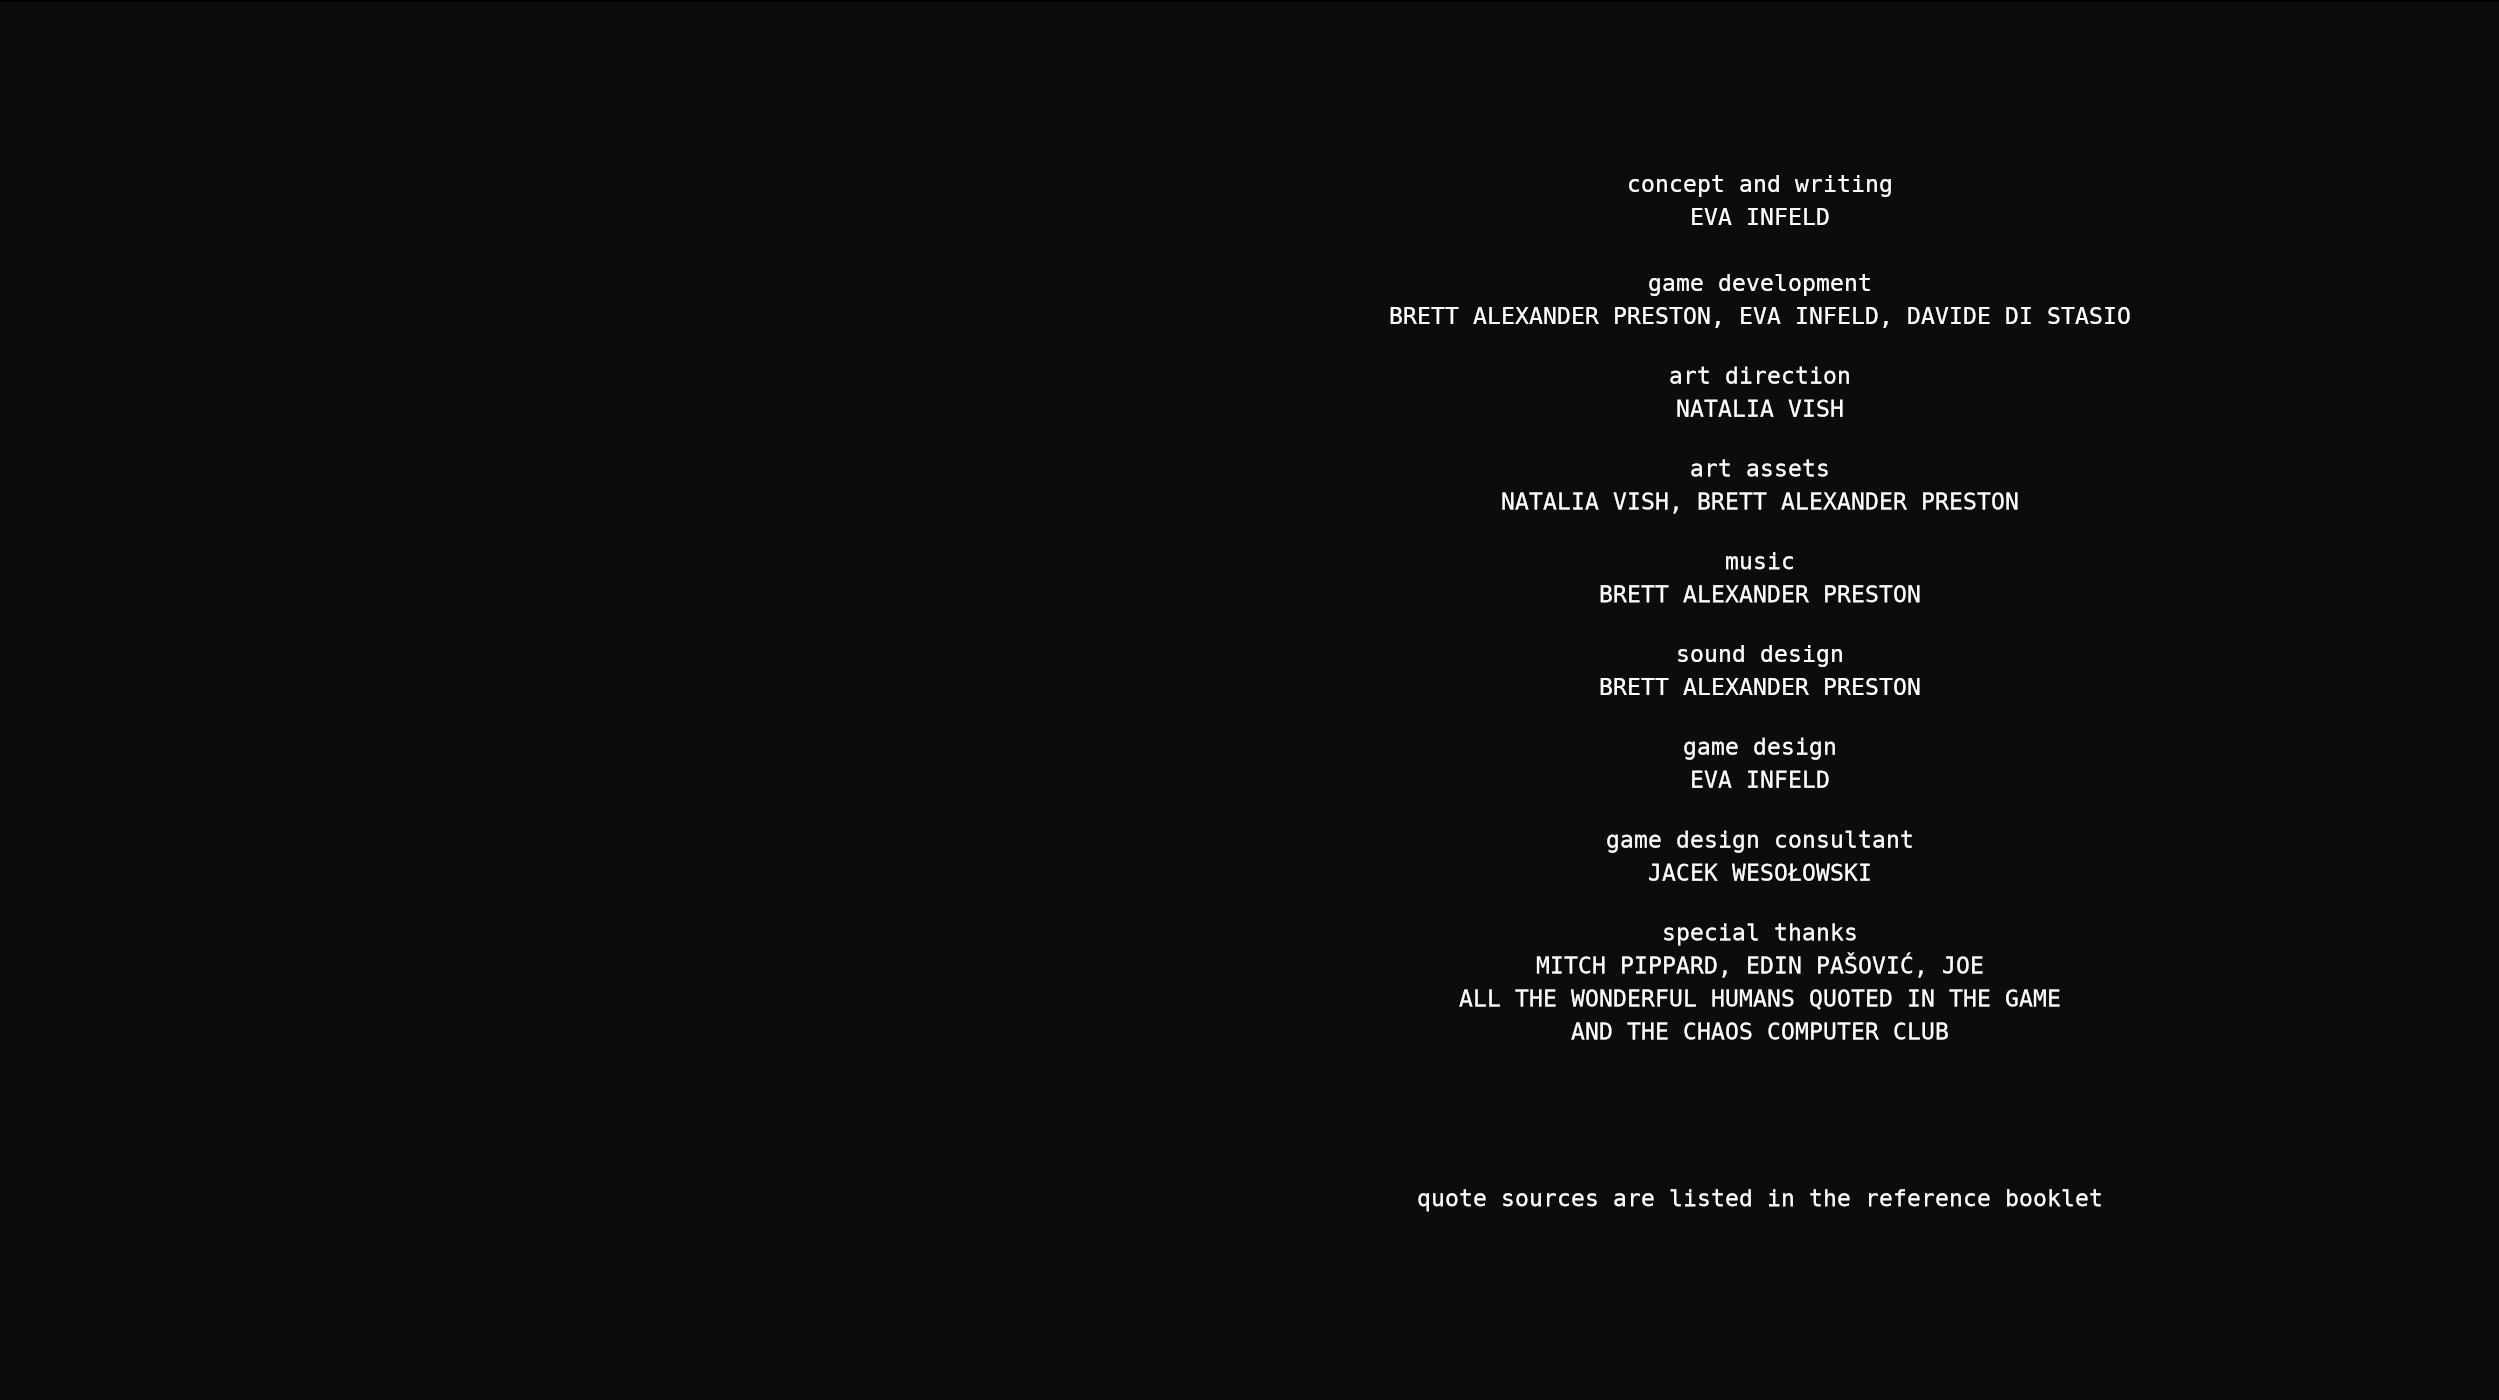 concept and writing
EVA INFELD
game development
BRETT ALEXANDER PRESTON, EVA INFELD, DAVIDE DI STASIO
art direction
NATALIA VISH
art assets
NATALIA VISH, BRETT ALEXANDER PRESTON
music
BRETT ALEXANDER PRESTON
sound design
BRETT ALEXANDER PRESTON
game design
EVA INFELD
game design consultant
JACEK WESOŁOWSKI
special thanks
MITCH PIPPARD, EDIN PAŠOVIĆ, JOE
ALL THE WONDERFUL HUMANS QUOTED IN THE GAME
AND THE CHAOS COMPUTER CLUB
quote sources are listed in the reference booklet